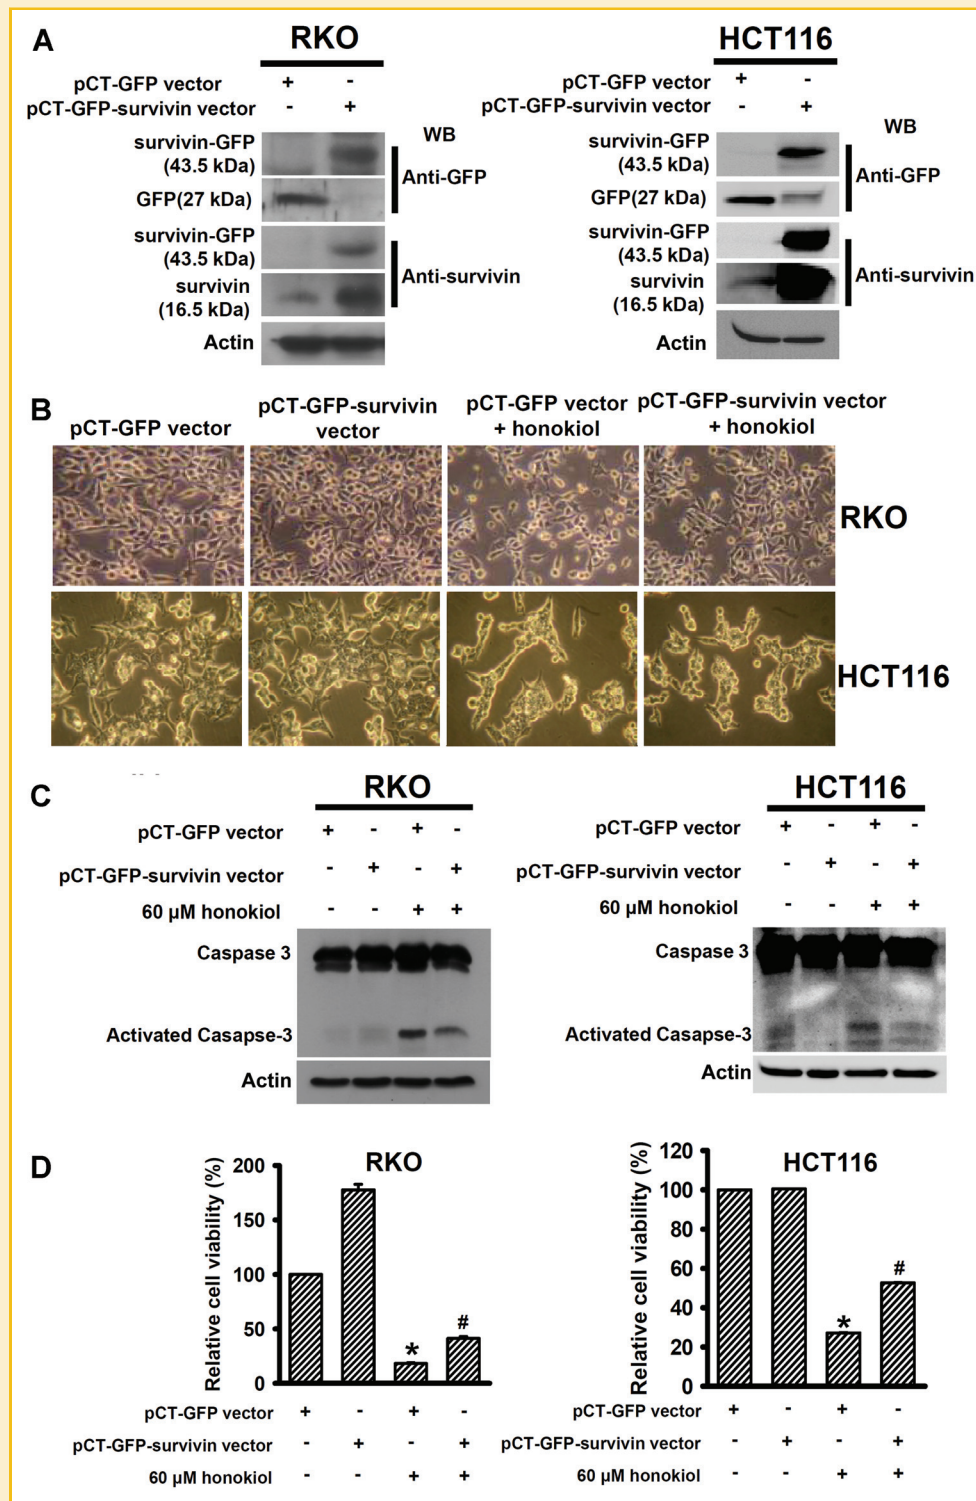 A
RKO
pCT-GFP vector + -
pCT-GFP-survivin vector - +
WB
survivin-GFP
(43.5 kDa)
Anti-GFP
GFP(27 kDa)
survivin-GFP
(43.5 kDa)
Anti-survivin
survivin
(16.5 kDa)
Actin
HCT116
pCT-GFP vector + -
pCT-GFP-survivin vector - +
WB
survivin-GFP
(43.5 kDa)
Anti-GFP
GFP(27 kDa)
survivin-GFP
(43.5 kDa)
Anti-survivin
survivin
(16.5 kDa)
Actin
B
pCT-GFP vector
pCT-GFP-survivin
vector
pCT-GFP vector
+ honokiol
pCT-GFP-survivin vector
+ honokiol
RKO
HCT116
C
RKO
pCT-GFP vector + - + -
pCT-GFP-survivin vector - + - +
60 µM honokiol - - + +
Caspase 3
Activated Casapse-3
Actin
HCT116
pCT-GFP vector + - + -
pCT-GFP-survivin vector - + - +
60 µM honokiol - - + +
Caspase 3
Activated Casapse-3
Actin
D
RKO
Relative cell viability (%)
200
150
100
50
0
*
#
pCT-GFP vector + - + -
pCT-GFP-survivin vector - + - +
60 µM honokiol - - + +
HCT116
Relative cell viability (%)
120
100
80
60
40
20
0
*
#
pCT-GFP vector + - + -
pCT-GFP-survivin vector - + - +
60 µM honokiol - - + +